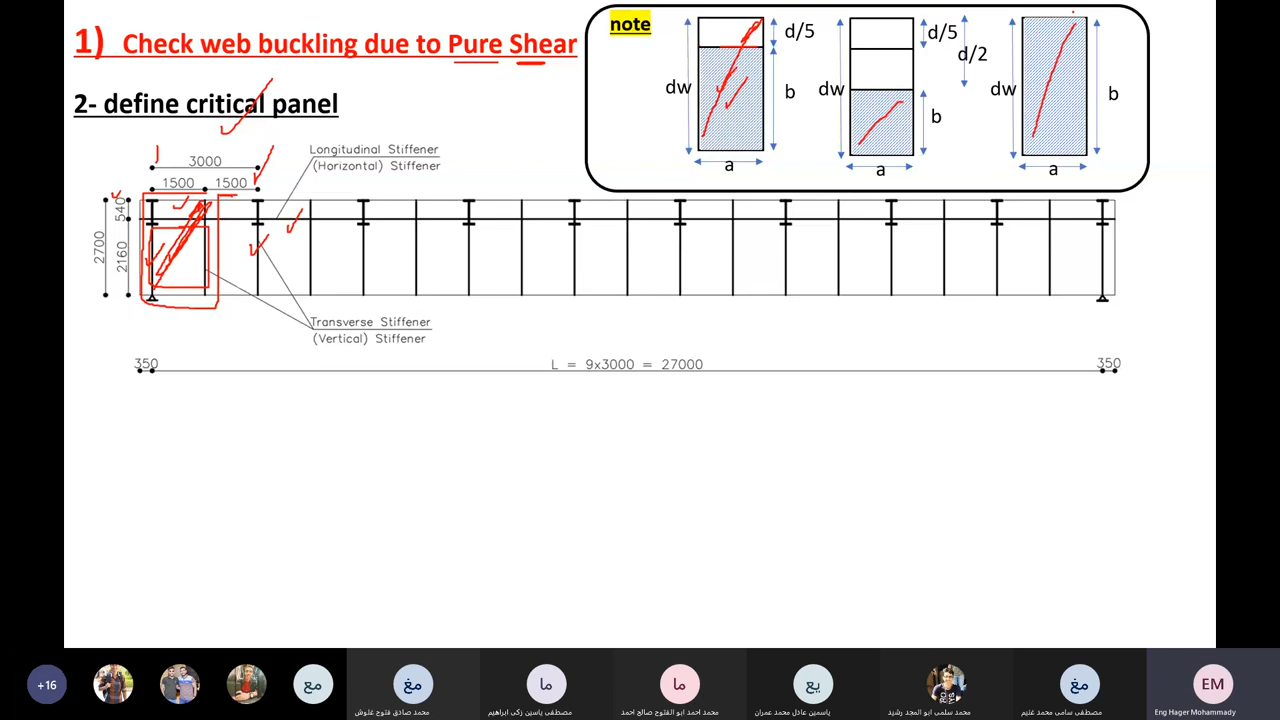 1) Check web buckling due to Pure Shear
2- define critical panel
note
d/5
dw
b
a
d/5
d/2
dw
b
a
dw
b
a
3000
1500 1500
540
2700
2160
Longitudinal Stiffener
(Horizontal) Stiffener
Transverse Stiffener
(Vertical) Stiffener
350
L = 9x3000 = 27000
350
+16
مع
مغ
محمد صادق فتوح غلوش
ما
مصطفى ياسين زكى ابراهيم
ما
محمد احمد ابو الفتوح صالح احمد
يع
ياسمين عادل محمد عمران
محمد سلمى ابو المجد رشيد
مغ
مصطفى سامى محمد غنيم
EM
Eng Hager Mohammady